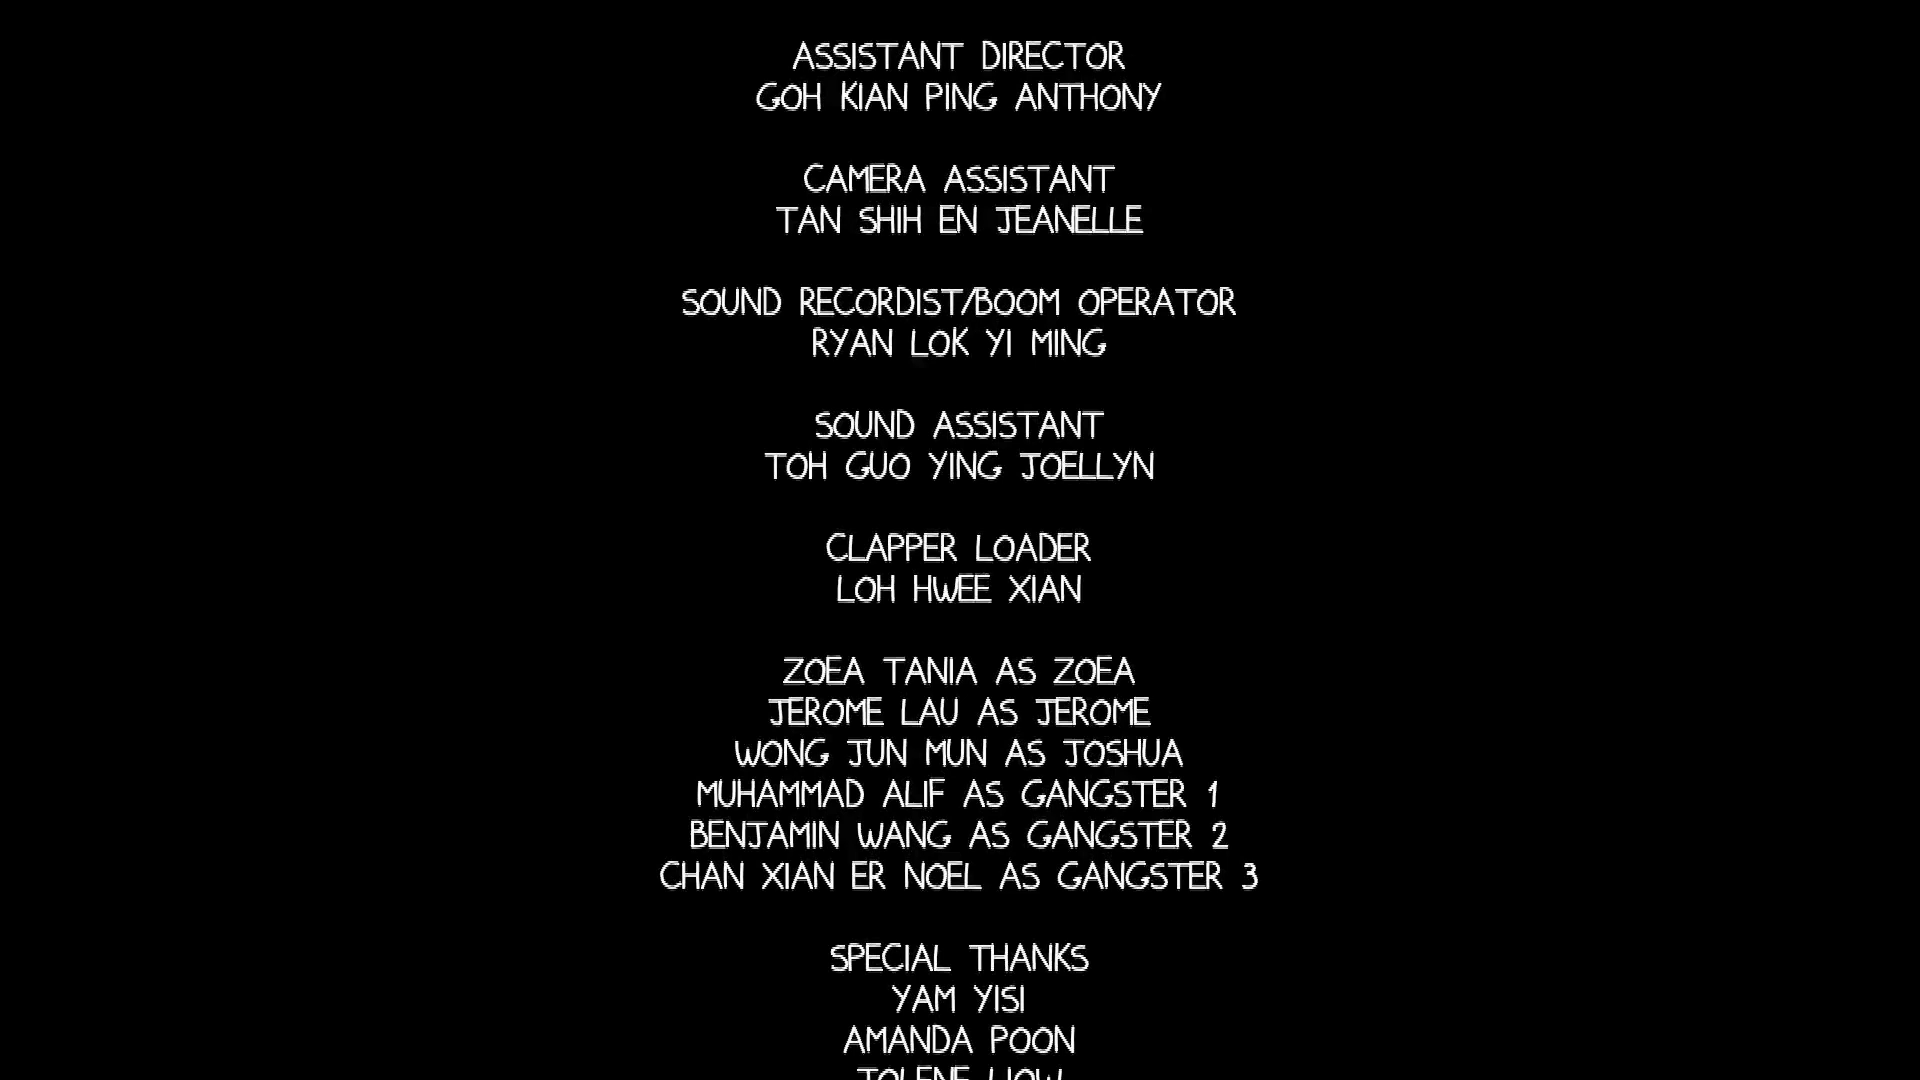 ASSISTANT DIRECTOR
GOH KIAN PING ANTHONY
CAMERA ASSISTANT
TAN SHIH EN JEANELLE
SOUND RECORDIST/BOOM OPERATOR
RYAN LOK YI MING
SOUND ASSISTANT
TOH GUO YING JOELLYN
CLAPPER LOADER
LOH HWEE XIAN
ZOEA TANIA AS ZOEA
JEROME LAU AS JEROME
WONG JUN MUN AS JOSHUA
MUHAMMAD ALIF AS GANGSTER 1
BENJAMIN WANG AS GANGSTER 2
CHAN XIAN ER NOEL AS GANGSTER 3
SPECIAL THANKS
YAM YISI
AMANDA POON